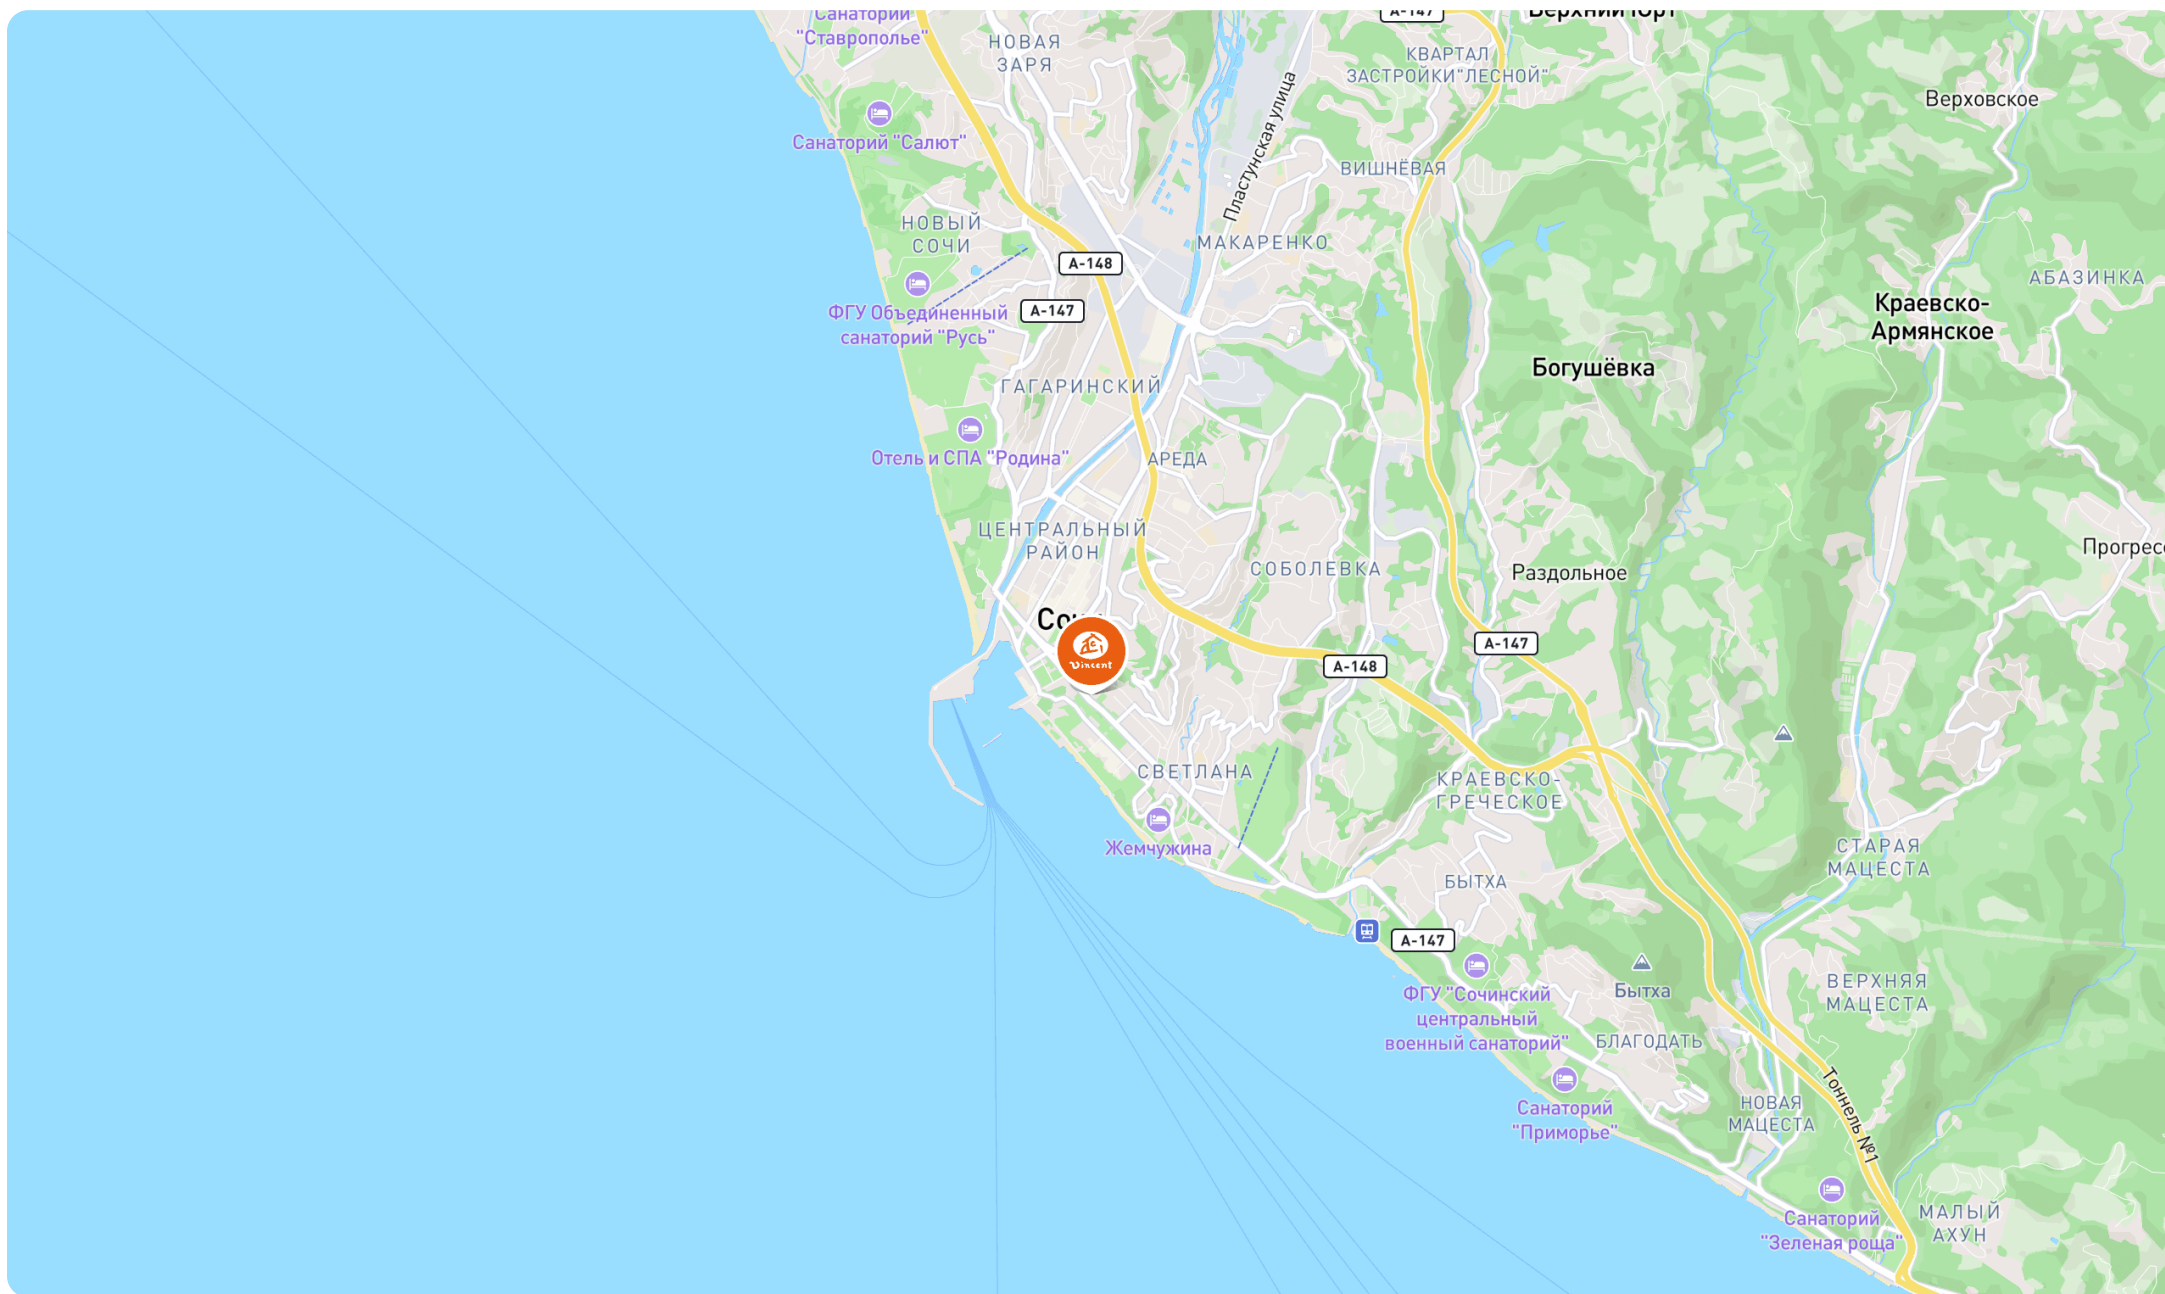 Санаторий
"Ставрополье"
НОВАЯ
ЗАРЯ
А-147
Верхний Юрт
КВАРТАЛ
ЗАСТРОЙКИ"ЛЕСНОЙ"
Верховское
Санаторий "Салют"
Пластунская улица
ВИШНЁВАЯ
НОВЫЙ
СОЧИ
МАКАРЕНКО
А-148
АБАЗИНКА
ФГУ Объединенный
санаторий "Русь"
А-147
Краевско-
Армянское
Богушёвка
ГАГАРИНСКИЙ
Отель и СПА "Родина"
АРЕДА
ЦЕНТРАЛЬНЫЙ
РАЙОН
Прогресс
СОБОЛЕВКА
Раздольное
Vincent
А-147
А-148
СВЕТЛАНА
КРАЕВСКО-
ГРЕЧЕСКОЕ
Жемчужина
СТАРАЯ
МАЦЕСТА
БЫТХА
А-147
ФГУ "Сочинский
центральный
военный санаторий"
Бытха
ВЕРХНЯЯ
МАЦЕСТА
БЛАГОДАТЬ
Санаторий
"Приморье"
НОВАЯ
МАЦЕСТА
Тоннель №1
Санаторий
"Зеленая роща"
МАЛЫЙ
АХУН